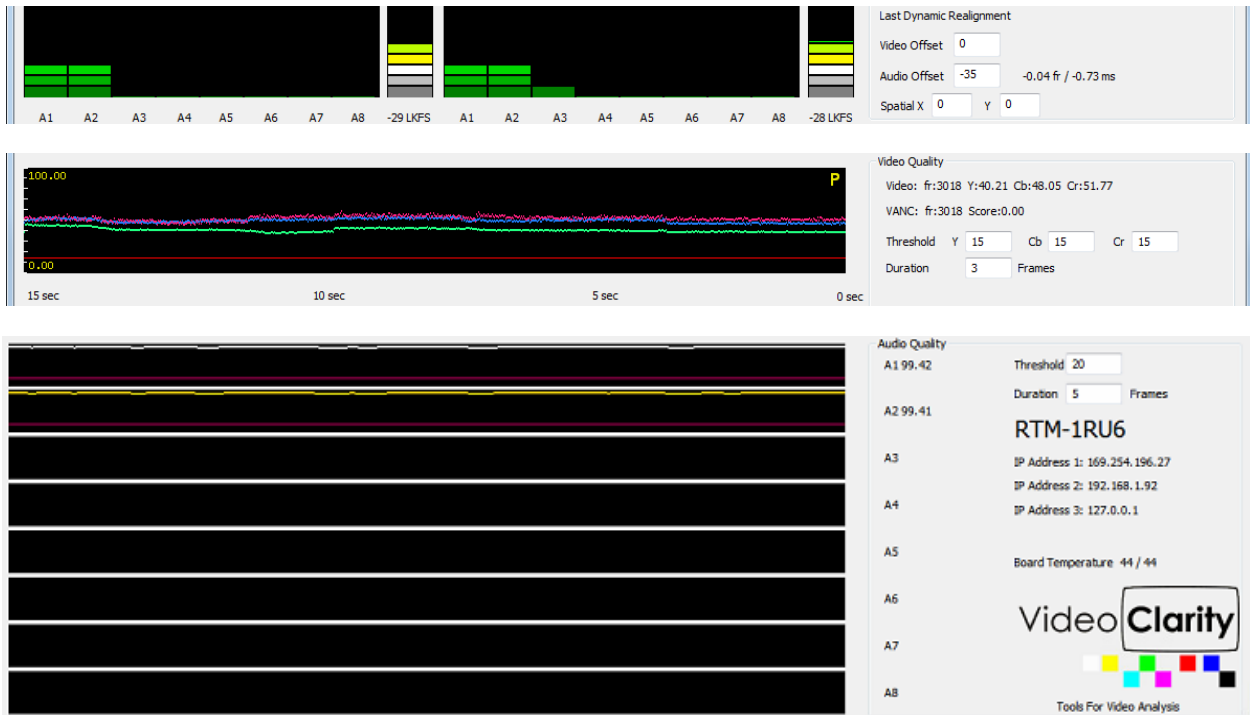 Last Dynamic Realignment
Video Offset 0
Audio Offset -35 -0.04 fr / -0.73 ms
Spatial X 0 Y 0
A1 A2 A3 A4 A5 A6 A7 A8 -29 LKFS A1 A2 A3 A4 A5 A6 A7 A8 -28 LKFS
Video Quality
100.00 P
Video: fr:3018 Y:40.21 Cb:48.05 Cr:51.77
VANC: fr:3018 Score:0.00
Threshold Y 15 Cb 15 Cr 15
0.00
Duration 3 Frames
15 sec 10 sec 5 sec 0 sec
Audio Quality
A1 99.42 Threshold 20
Duration 5 Frames
A2 99.41
RTM-1RU6
A3 IP Address 1: 169.254.196.27
IP Address 2: 192.168.1.92
A4 IP Address 3: 127.0.0.1
A5
Board Temperature 44 / 44
A6
Video Clarity
A7
A8
Tools For Video Analysis